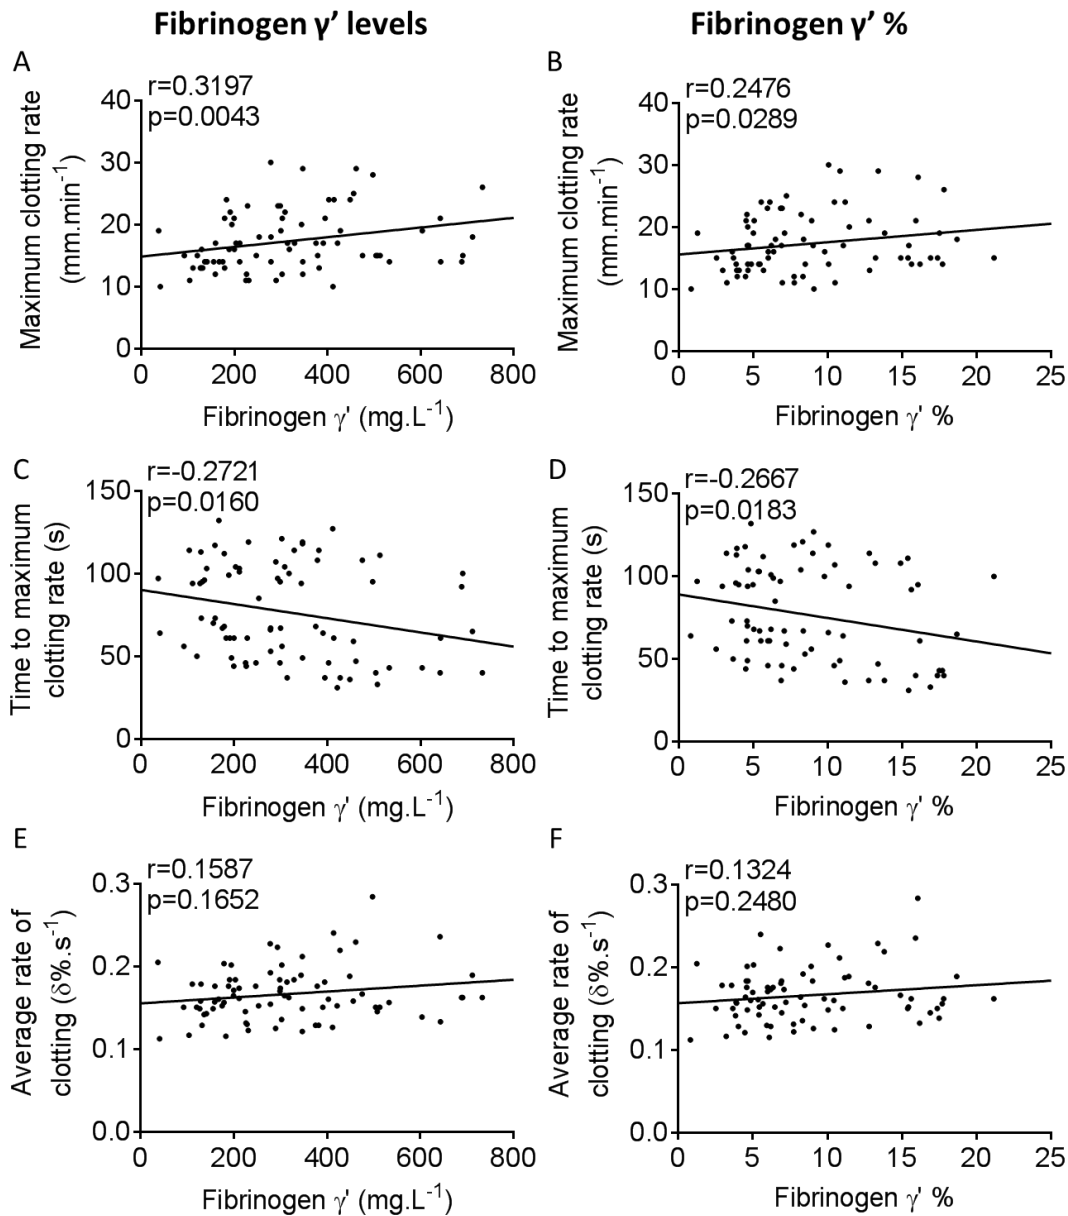 Fibrinogen γ’ levels
Fibrinogen γ’ %
A
r=0.3197
p=0.0043
Maximum clotting rate
(mm.min⁻¹)
40
30
20
10
0
0 200 400 600 800
Fibrinogen γ' (mg.L⁻¹)
B
r=0.2476
p=0.0289
Maximum clotting rate
(mm.min⁻¹)
40
30
20
10
0
0 5 10 15 20 25
Fibrinogen γ' %
C
r=-0.2721
p=0.0160
Time to maximum
clotting rate (s)
150
100
50
0
0 200 400 600 800
Fibrinogen γ' (mg.L⁻¹)
D
r=-0.2667
p=0.0183
Time to maximum
clotting rate (s)
150
100
50
0
0 5 10 15 20 25
Fibrinogen γ' %
E
r=0.1587
p=0.1652
Average rate of
clotting (δ%.s⁻¹)
0.3
0.2
0.1
0.0
0 200 400 600 800
Fibrinogen γ' (mg.L⁻¹)
F
r=0.1324
p=0.2480
Average rate of
clotting (δ%.s⁻¹)
0.3
0.2
0.1
0.0
0 5 10 15 20 25
Fibrinogen γ' %